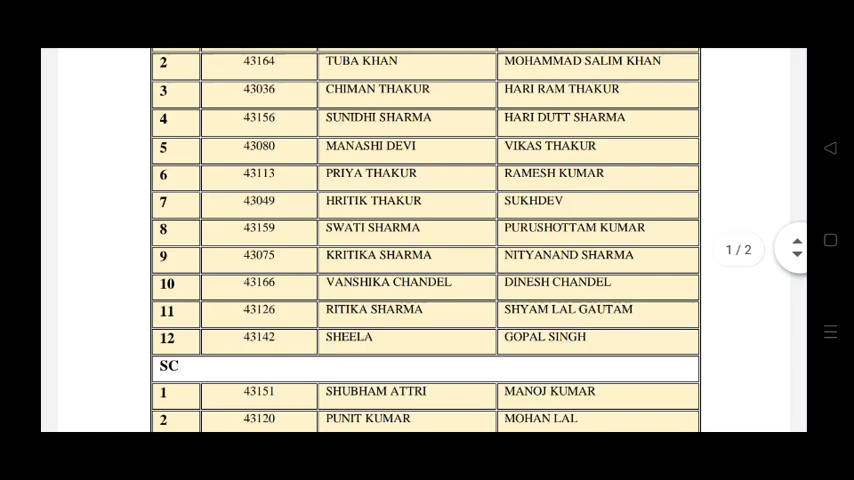 2 43164 TUBA KHAN MOHAMMAD SALIM KHAN
3 43036 CHIMAN THAKUR HARI RAM THAKUR
4 43156 SUNIDHI SHARMA HARI DUTT SHARMA
5 43080 MANASHI DEVI VIKAS THAKUR
6 43113 PRIYA THAKUR RAMESH KUMAR
7 43049 HRITIK THAKUR SUKHDEV
8 43159 SWATI SHARMA PURUSHOTTAM KUMAR
9 43075 KRITIKA SHARMA NITYANAND SHARMA
1 / 2
10 43166 VANSHIKA CHANDEL DINESH CHANDEL
11 43126 RITIKA SHARMA SHYAM LAL GAUTAM
12 43142 SHEELA GOPAL SINGH
SC
1 43151 SHUBHAM ATTRI MANOJ KUMAR
2 43120 PUNIT KUMAR MOHAN LAL